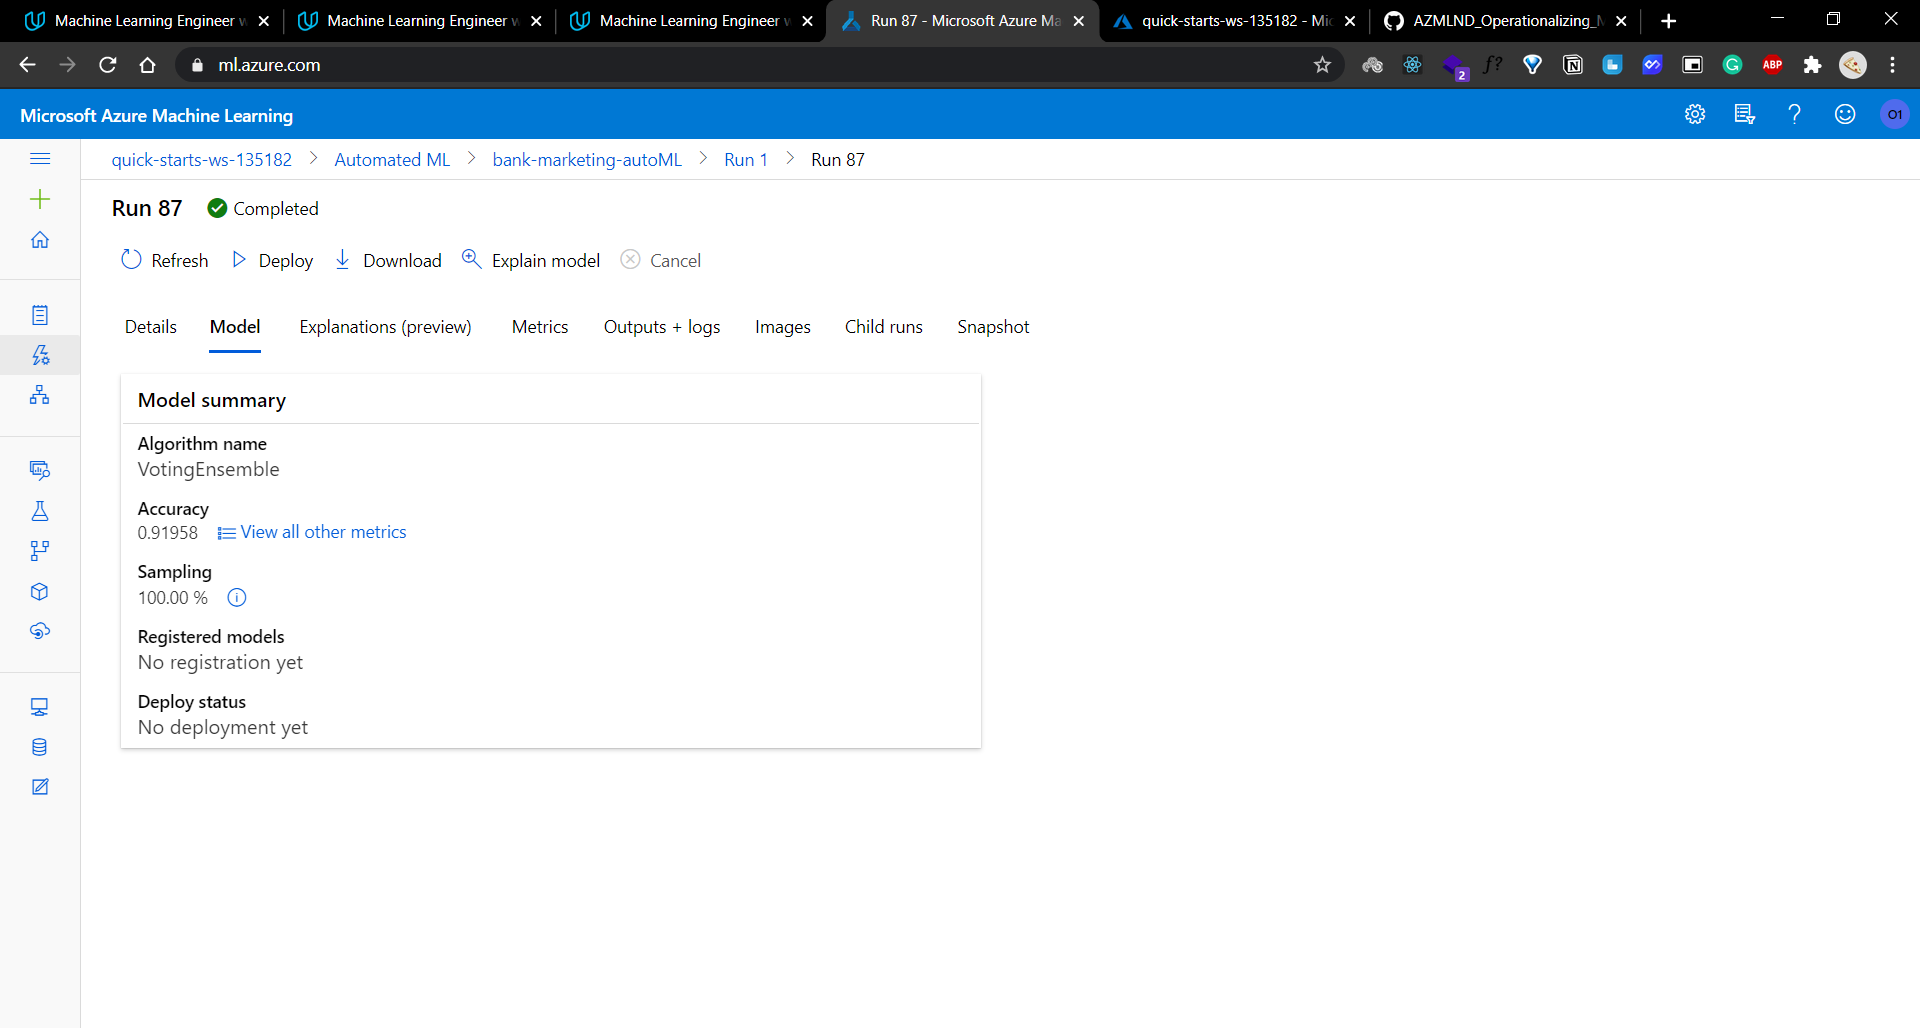 Machine Learning Engineer
Machine Learning Engineer
Machine Learning Engineer
Run 87 - Microsoft Azure Ma
quick-starts-ws-135182 - Mi
AZMLND_Operationalizing_
ml.azure.com
2
f?
N
G
ABP
Microsoft Azure Machine Learning
O1
quick-starts-ws-135182 > Automated ML > bank-marketing-autoML > Run 1 > Run 87
Run 87 Completed
Refresh Deploy Download Explain model Cancel
Details Model Explanations (preview) Metrics Outputs + logs Images Child runs Snapshot
Model summary
Algorithm name
VotingEnsemble
Accuracy
0.91958 View all other metrics
Sampling
100.00 %
Registered models
No registration yet
Deploy status
No deployment yet